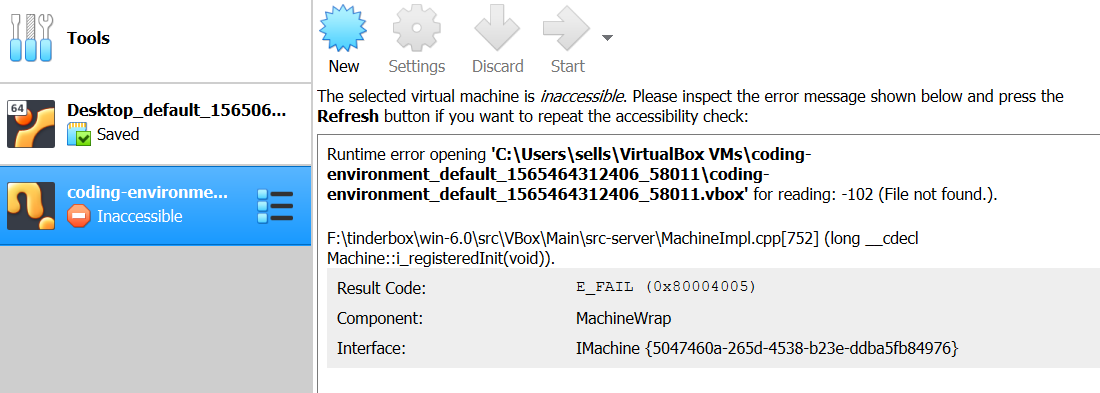 Tools
64
Desktop_default_156506...
Saved
coding-environme...
Inaccessible
New
Settings
Discard
Start
The selected virtual machine is inaccessible. Please inspect the error message shown below and press the
Refresh button if you want to repeat the accessibility check:
Runtime error opening 'C:\Users\sells\VirtualBox VMs\coding-
environment_default_1565464312406_58011\coding-
environment_default_1565464312406_58011.vbox' for reading: -102 (File not found.).
F:\tinderbox\win-6.0\src\VBox\Main\src-server\MachineImpl.cpp[752] (long __cdecl
Machine::i_registeredInit(void)).
Result Code: E_FAIL (0x80004005)
Component: MachineWrap
Interface: IMachine {5047460a-265d-4538-b23e-ddba5fb84976}